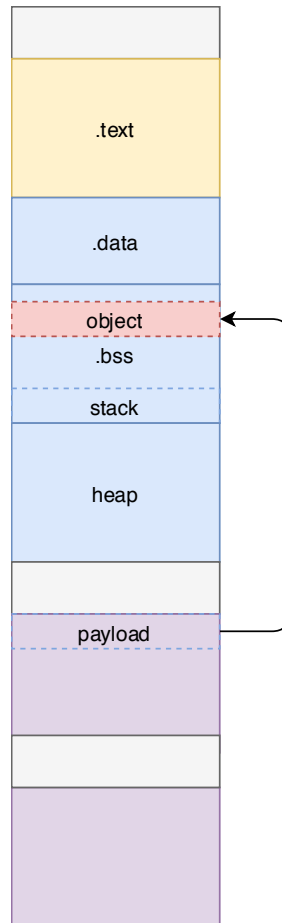 .text
.data
object
.bss
stack
heap
payload